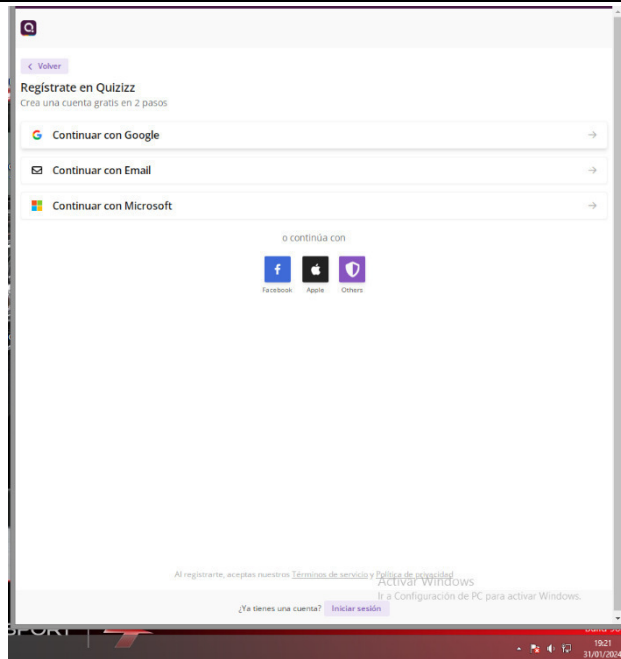 Q
< Volver
Regístrate en Quizizz
Crea una cuenta gratis en 2 pasos
Continuar con Google
Continuar con Email
Continuar con Microsoft
o continúa con
Facebook Apple Others
Al registrarte, aceptas nuestros Términos de servicio y Política de privacidad
Activar Windows
Ir a Configuración de PC para activar Windows.
¿Ya tienes una cuenta? Iniciar sesión
19:21
31/01/2024